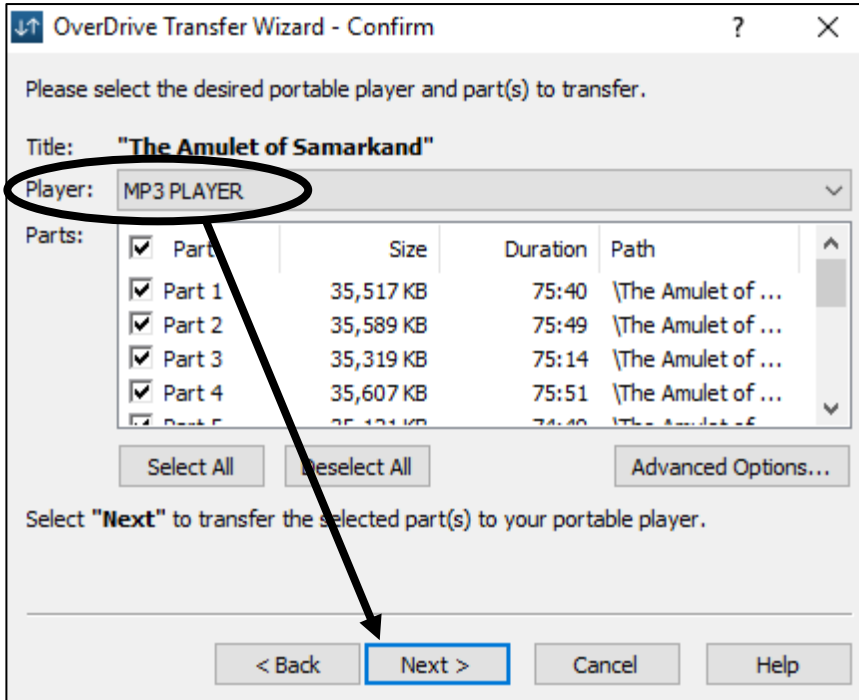 OverDrive Transfer Wizard - Confirm ?
Please select the desired portable player and part(s) to transfer.
Title: "The Amulet of Samarkand"
Player: MP3 PLAYER
Parts:
Part Size Duration Path
Part 1 35,517 KB 75:40 \The Amulet of ...
Part 2 35,589 KB 75:49 \The Amulet of ...
Part 3 35,319 KB 75:14 \The Amulet of ...
Part 4 35,607 KB 75:51 \The Amulet of ...
Select All Deselect All Advanced Options...
Select "Next" to transfer the selected part(s) to your portable player.
< Back Next > Cancel Help